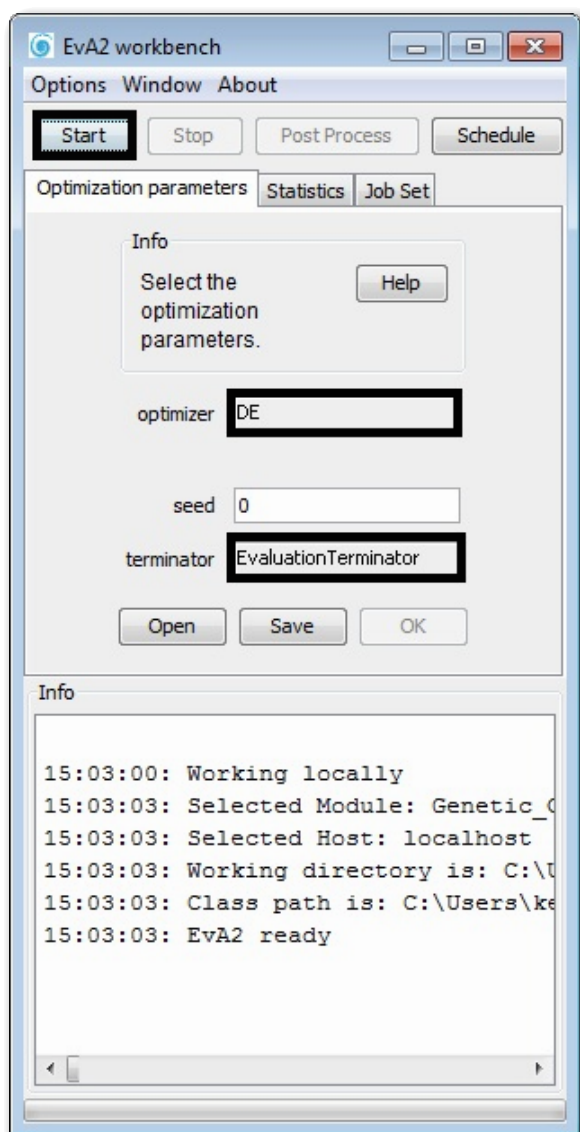 EvA2 workbench
Options Window About
Start Stop Post Process Schedule
Optimization parameters Statistics Job Set
Info
Select the Help
optimization
parameters.
optimizer DE
seed 0
terminator EvaluationTerminator
Open Save OK
Info
15:03:00: Working locally
15:03:03: Selected Module: Genetic_
15:03:03: Selected Host: localhost
15:03:03: Working directory is: C:\U
15:03:03: Class path is: C:\Users\ke
15:03:03: EvA2 ready